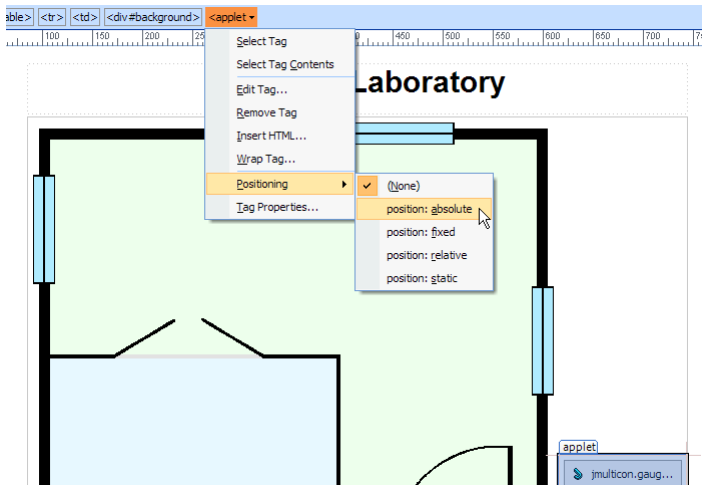 able> <tr> <td> <div#background> <applet
100 150 200 400 450 500 550 600 650 700
Select Tag
Select Tag Contents
Laboratory
Edit Tag...
Remove Tag
Insert HTML...
Wrap Tag...
Positioning
(None)
Tag Properties...
position: absolute
position: fixed
position: relative
position: static
applet
jmulticon.gaug...